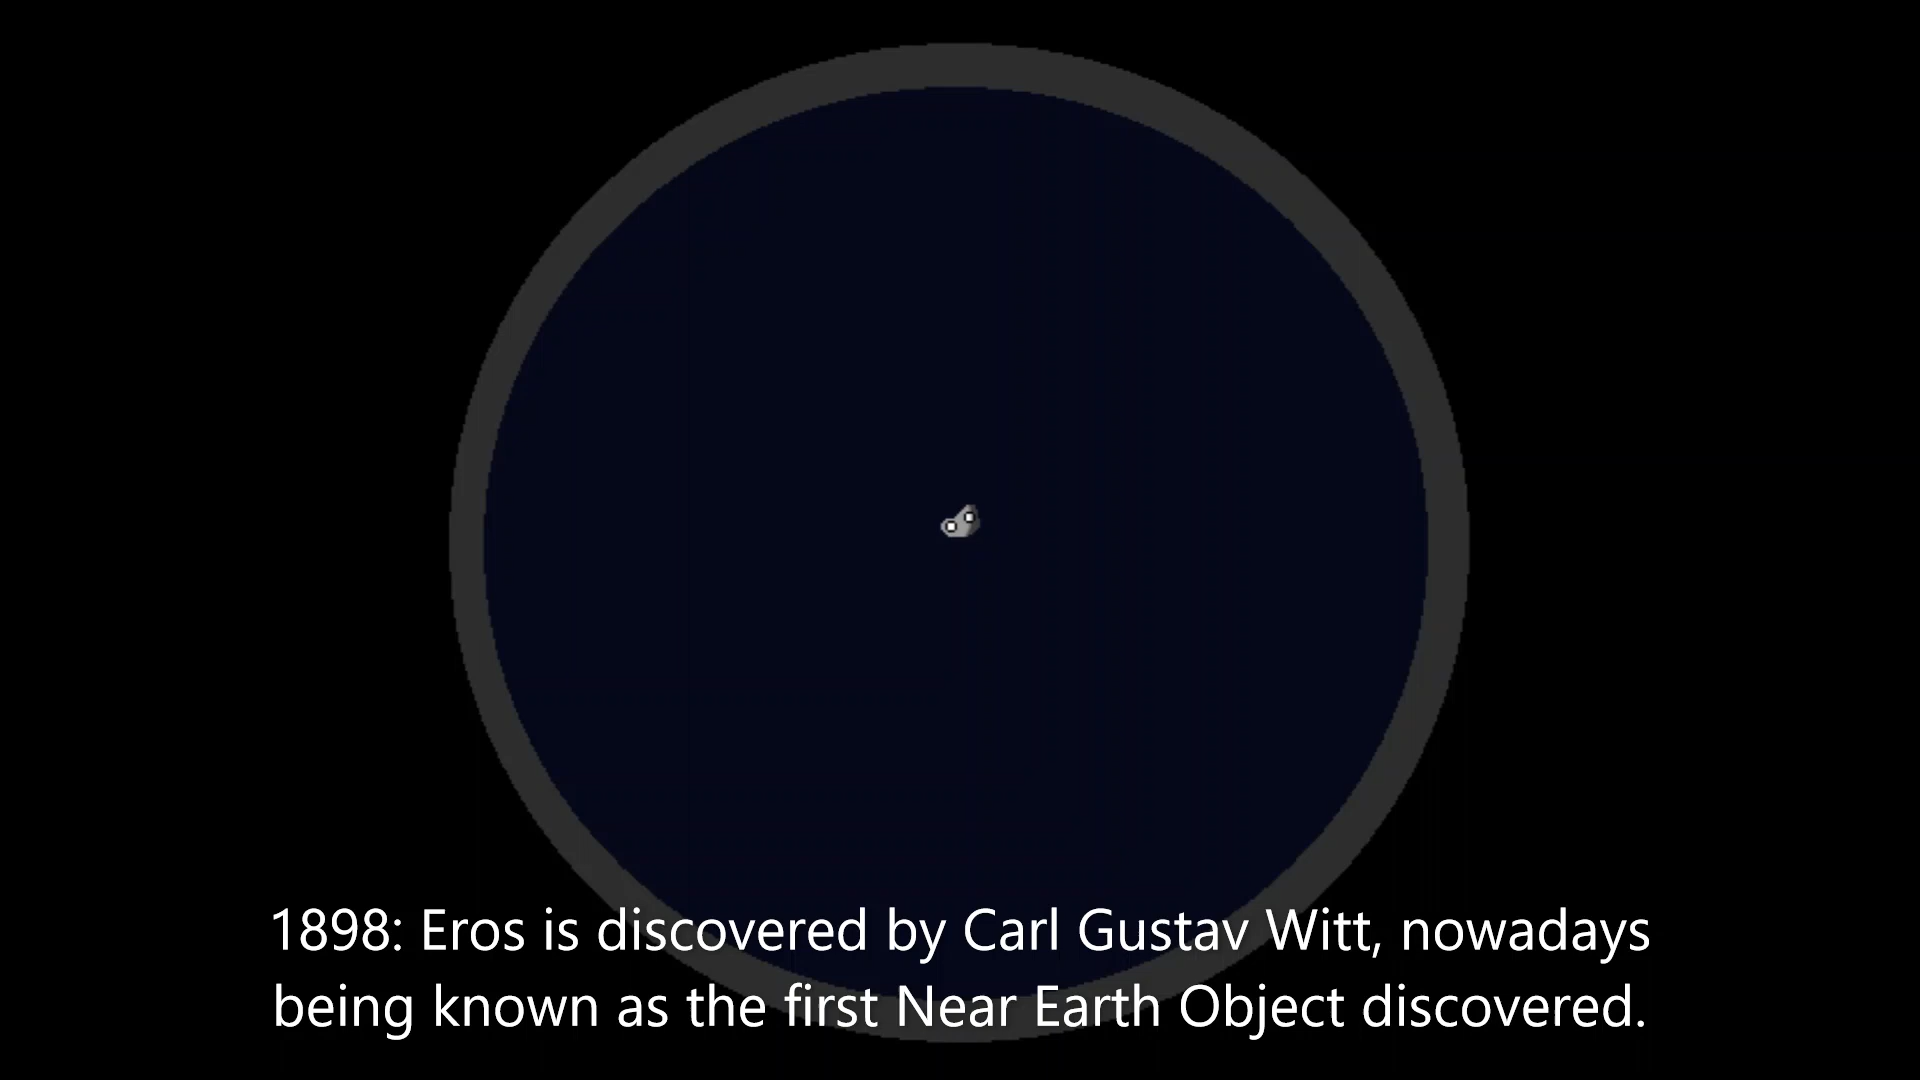 1898: Eros is discovered by Carl Gustav Witt, nowadays
being known as the first Near Earth Object discovered.